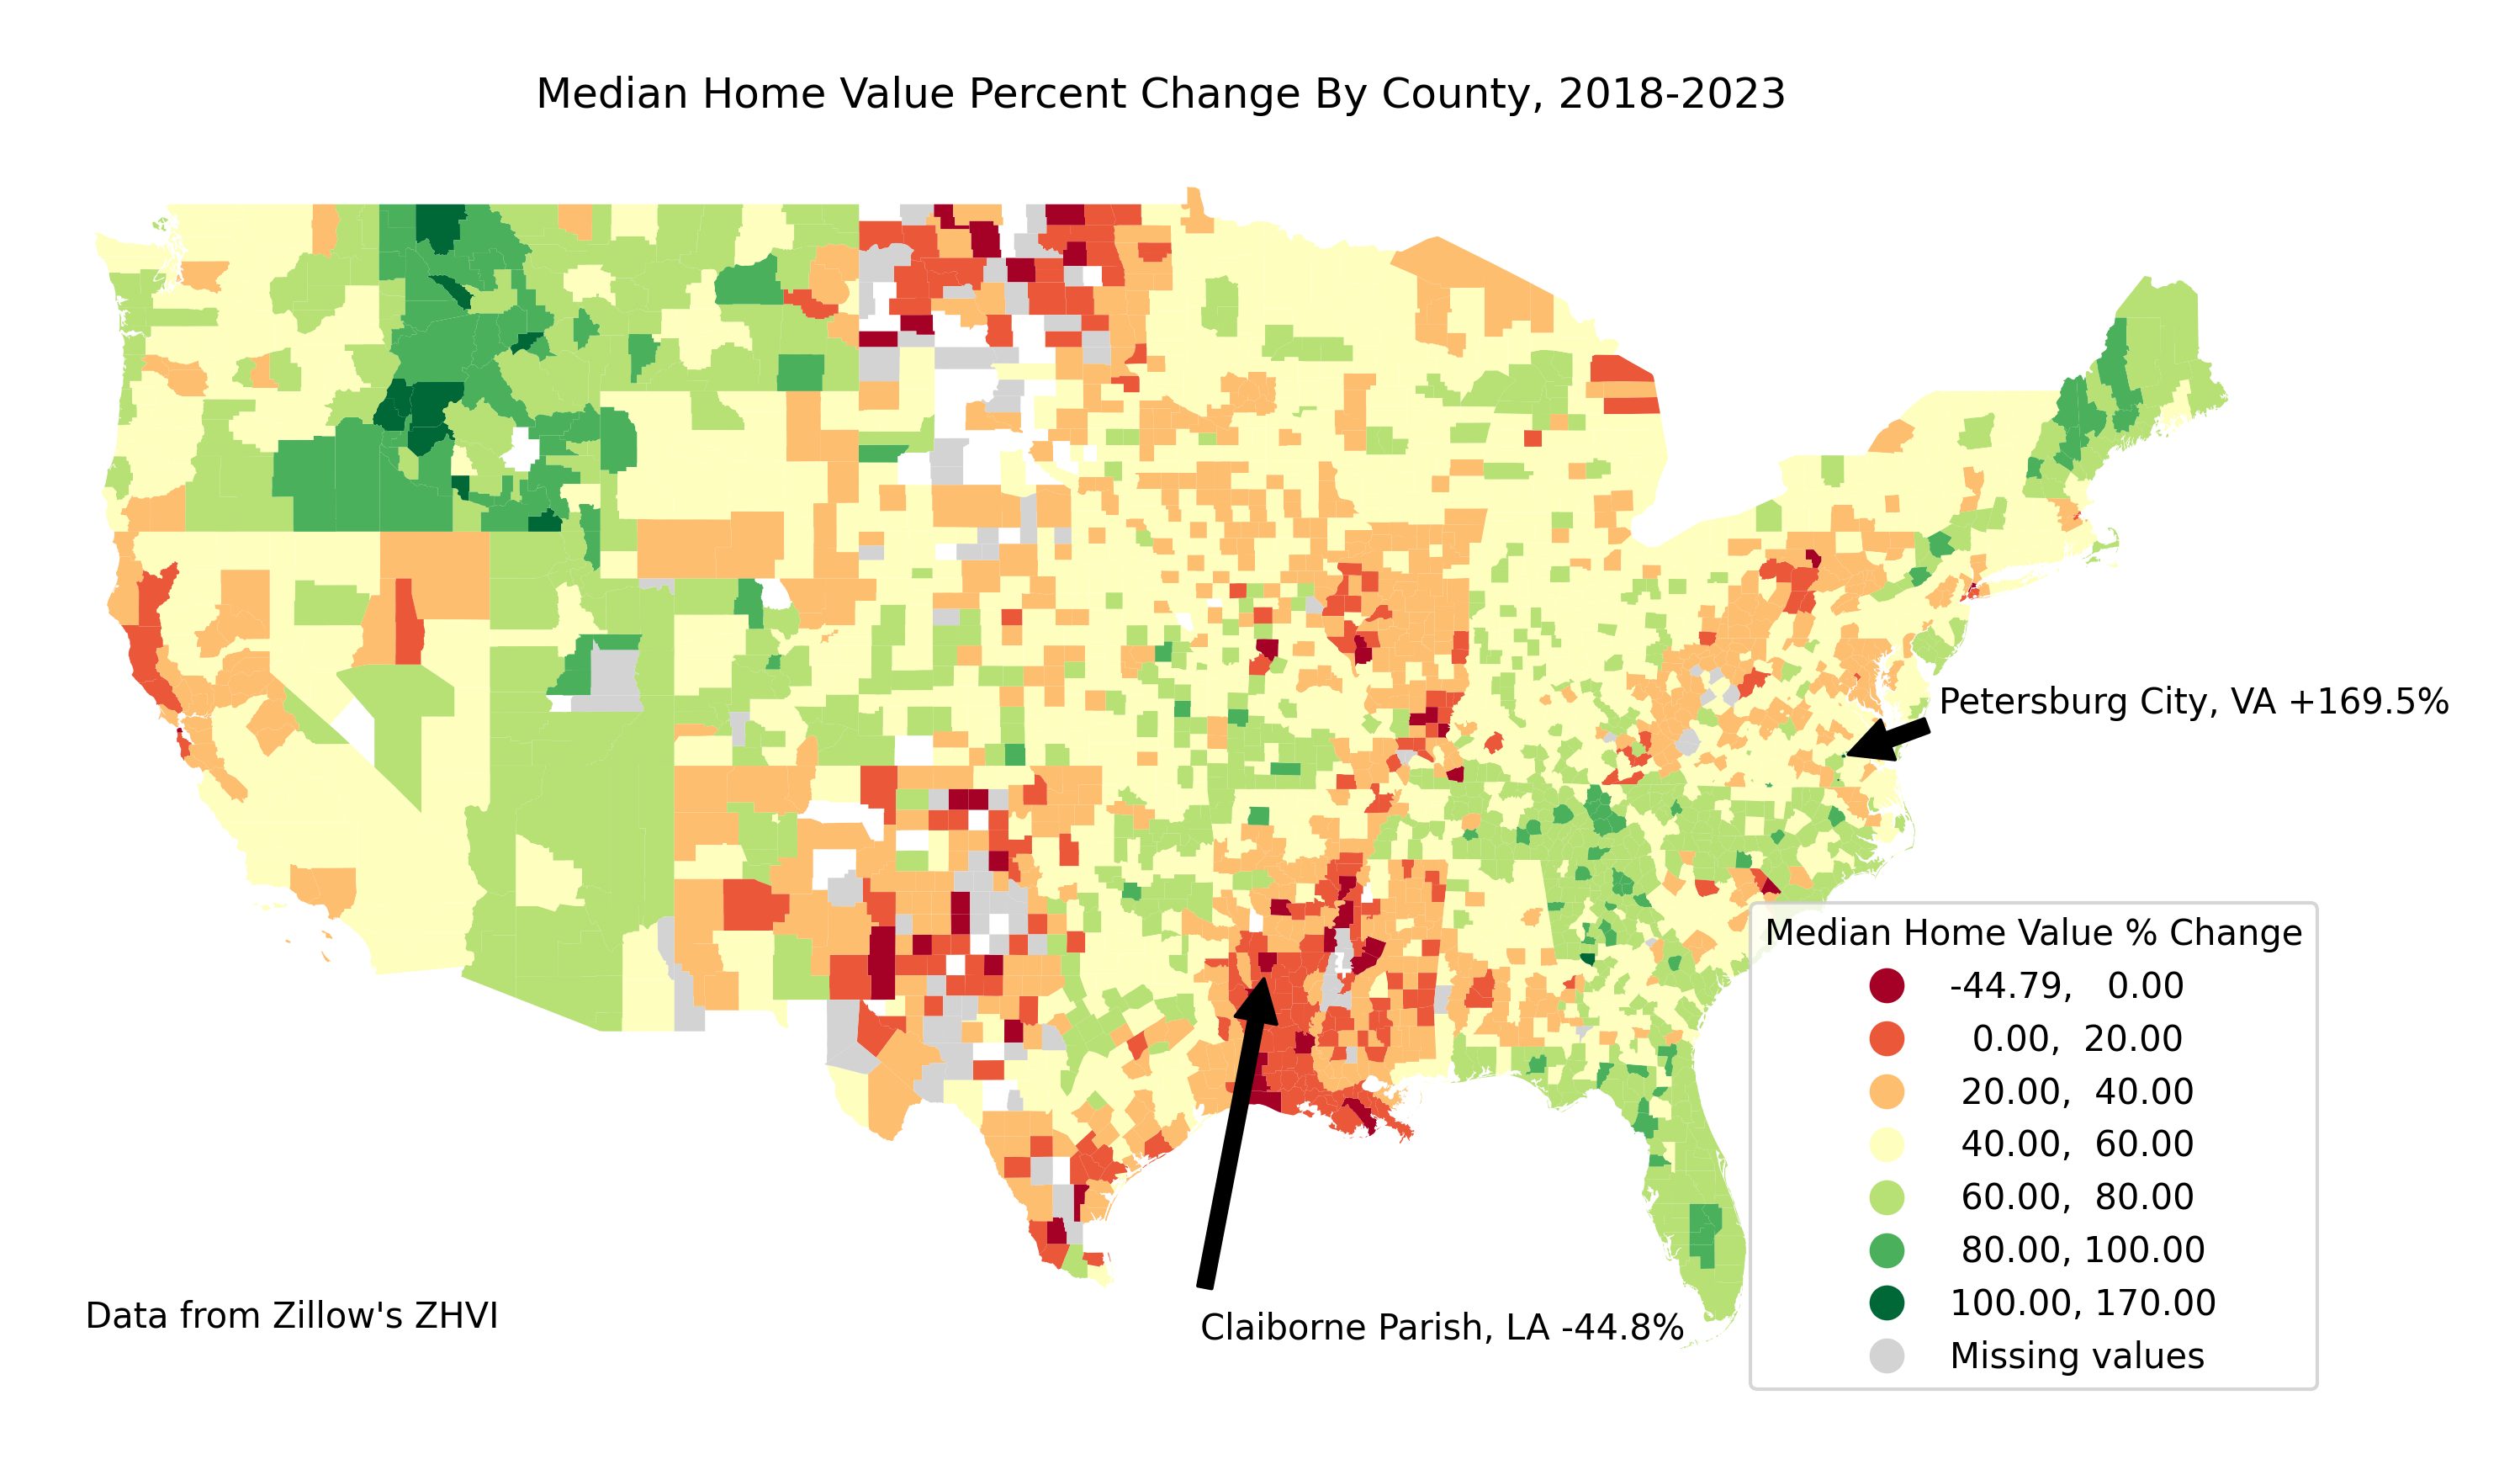 Median Home Value Percent Change By County, 2018-2023
Petersburg City, VA +169.5%
Median Home Value % Change
-44.79, 0.00
0.00, 20.00
20.00, 40.00
40.00, 60.00
60.00, 80.00
80.00, 100.00
100.00, 170.00
Missing values
Data from Zillow's ZHVI
Claiborne Parish, LA -44.8%